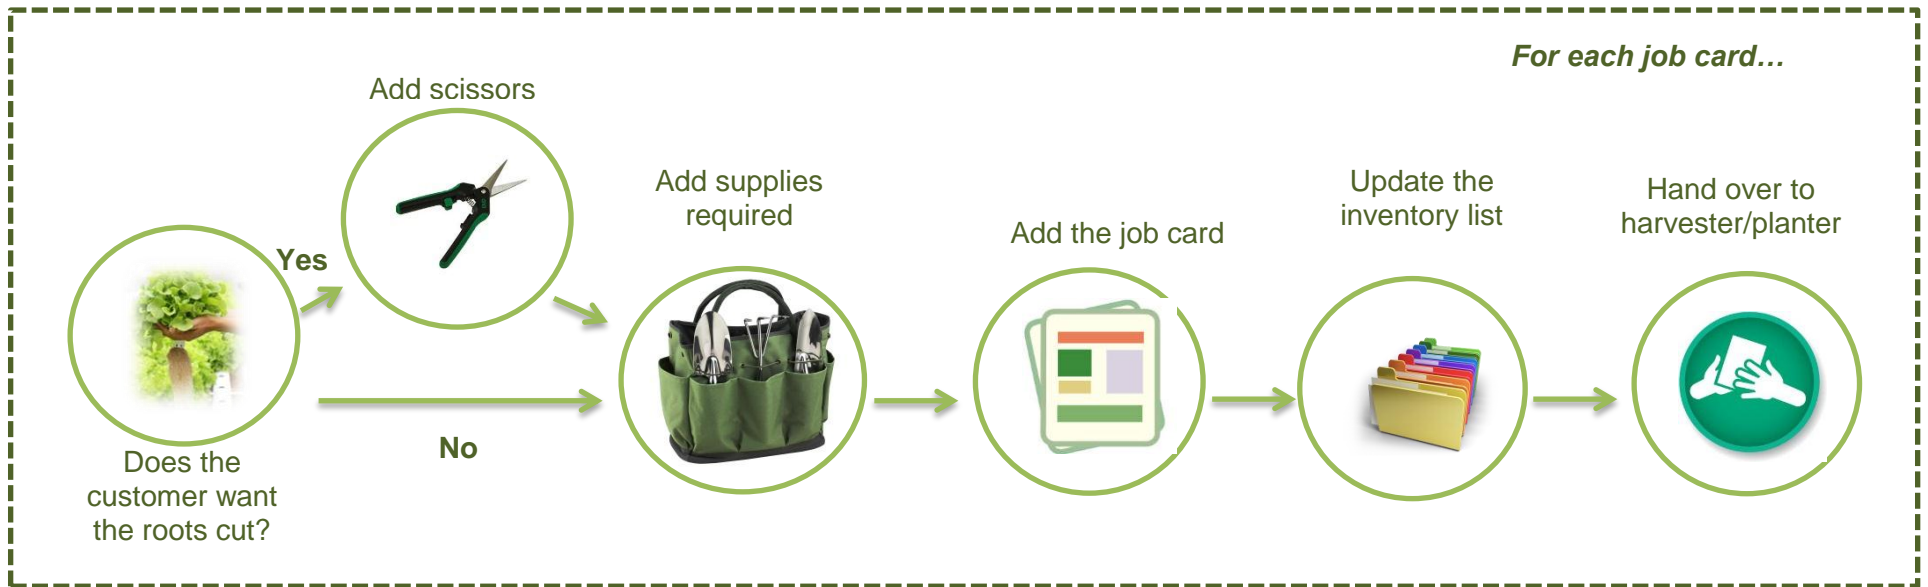 For each job card…
Add scissors
Yes
Does the
customer want
the roots cut?
No
Add supplies
required
Add the job card
Update the
inventory list
Hand over to
harvester/planter